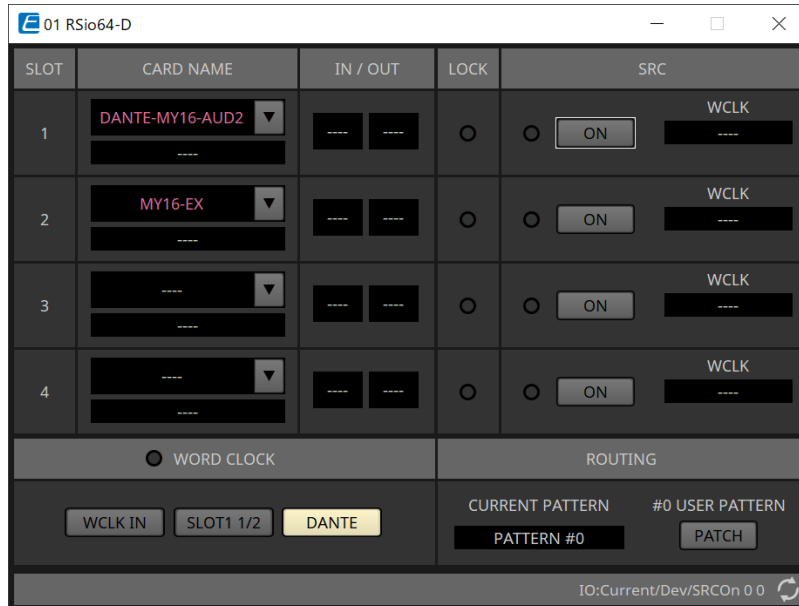 01 RSio64-D
SLOT CARD NAME IN / OUT LOCK SRC
1 DANTE-MY16-AUD2 ---- ---- ---- ON WCLK ----
2 MY16-EX ---- ---- ---- ON WCLK ----
3 ---- ---- ---- ---- ON WCLK ----
4 ---- ---- ---- ---- ON WCLK ----
WORD CLOCK ROUTING
WCLK IN SLOT1 1/2 DANTE
CURRENT PATTERN #0 USER PATTERN
PATTERN #0 PATCH
IO:Current/Dev/SRCOn 0 0